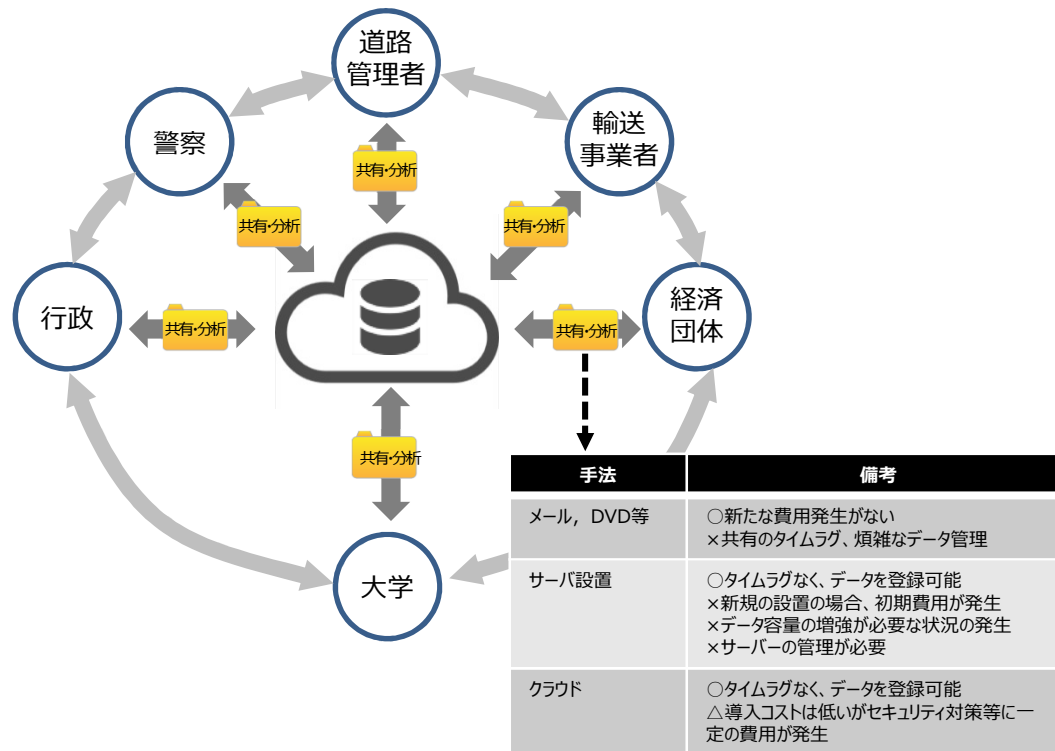 道路
管理者
警察
輸送
事業者
共有・分析
共有・分析
共有・分析
行政
共有・分析
共有・分析
経済
団体
共有・分析
大学
手法
備考
メール，DVD等
○新たな費用発生がない
×共有のタイムラグ、煩雑なデータ管理
サーバ設置
○タイムラグなく、データを登録可能
×新規の設置の場合、初期費用が発生
×データ容量の増強が必要な状況の発生
×サーバーの管理が必要
クラウド
○タイムラグなく、データを登録可能
△導入コストは低いがセキュリティ対策等に一
定の費用が発生